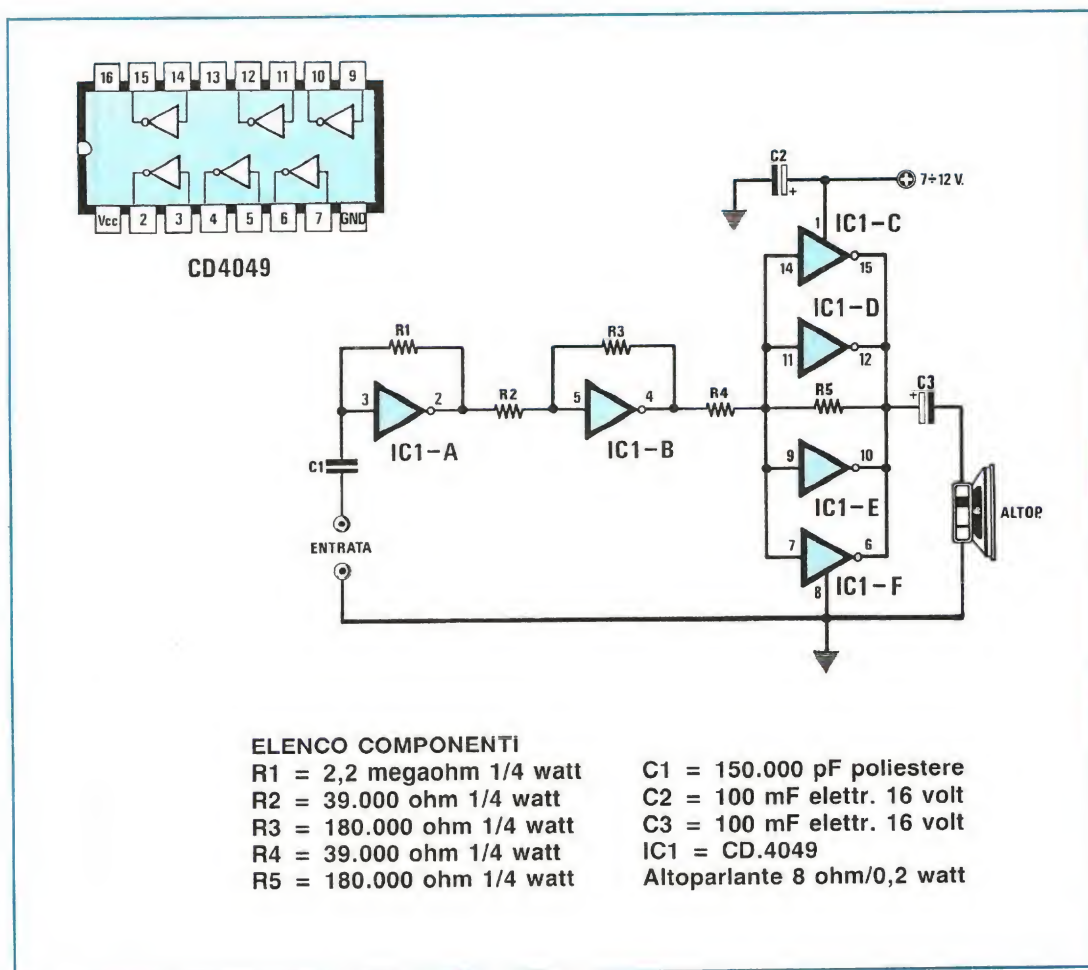 16 15 14 13 12 11 10 9
Vcc 2 3 4 5 6 7 GND
CD4049
C2
+
7÷12 V.
1
IC1-C
14
15
IC1-D
11
12
R1
R3
C3
+
3
2
R2
5
4
R4
R5
IC1-A
IC1-B
9
10
C1
IC1-E
ALTOP.
ENTRATA
7
6
IC1-F
8
ELENCO COMPONENTI
R1 = 2,2 megaohm 1/4 watt
R2 = 39.000 ohm 1/4 watt
R3 = 180.000 ohm 1/4 watt
R4 = 39.000 ohm 1/4 watt
R5 = 180.000 ohm 1/4 watt
C1 = 150.000 pF poliestere
C2 = 100 mF elettr. 16 volt
C3 = 100 mF elettr. 16 volt
IC1 = CD.4049
Altoparlante 8 ohm/0,2 watt